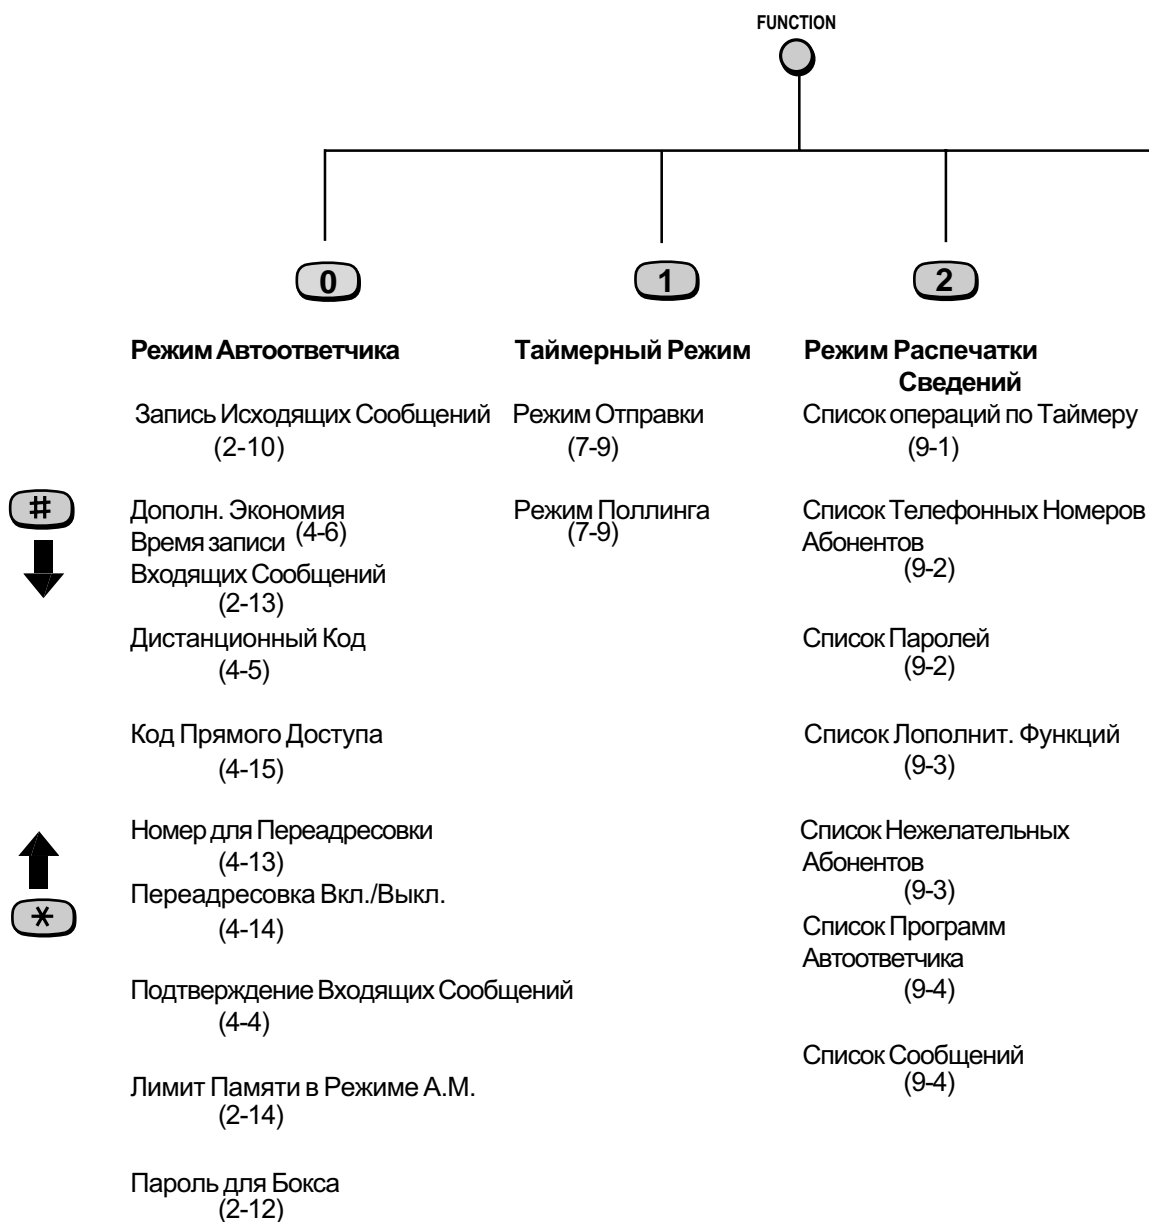 FUNCTION
0
1
2
Режим Автоответчика
Запись Исходящих Сообщений
(2-10)
Дополн. Экономия
(4-6)
Время записи
Входящих Сообщений
(2-13)
Дистанционный Код
(4-5)
Код Прямого Доступа
(4-15)
Номер для Переадресовки
(4-13)
Переадресовка Вкл./Выкл.
(4-14)
Подтверждение Входящих Сообщений
(4-4)
Лимит Памяти в Режиме А.М.
(2-14)
Пароль для Бокса
(2-12)
Таймерный Режим
Режим Отправки
(7-9)
Режим Поллинга
(7-9)
Режим Распечатки
Сведений
Список операций по Таймеру
(9-1)
Список Телефонных Номеров
Абонентов
(9-2)
Список Паролей
(9-2)
Список Лополнит. Функций
(9-3)
Список Нежелательных
Абонентов
(9-3)
Список Программ
Автоответчика
(9-4)
Список Сообщений
(9-4)
#
*